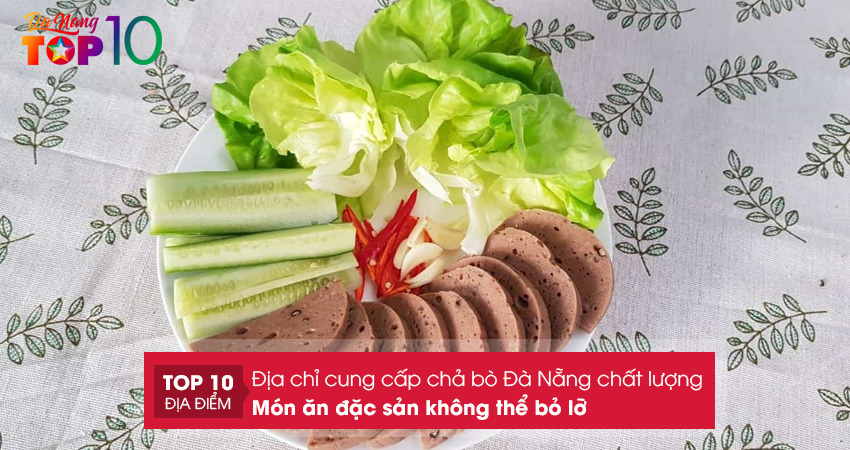 Đà Nẵng
TOP10
TOP 10
ĐỊA ĐIỂM
Địa chỉ cung cấp chả bò Đà Nẵng chất lượng
Món ăn đặc sản không thể bỏ lỡ